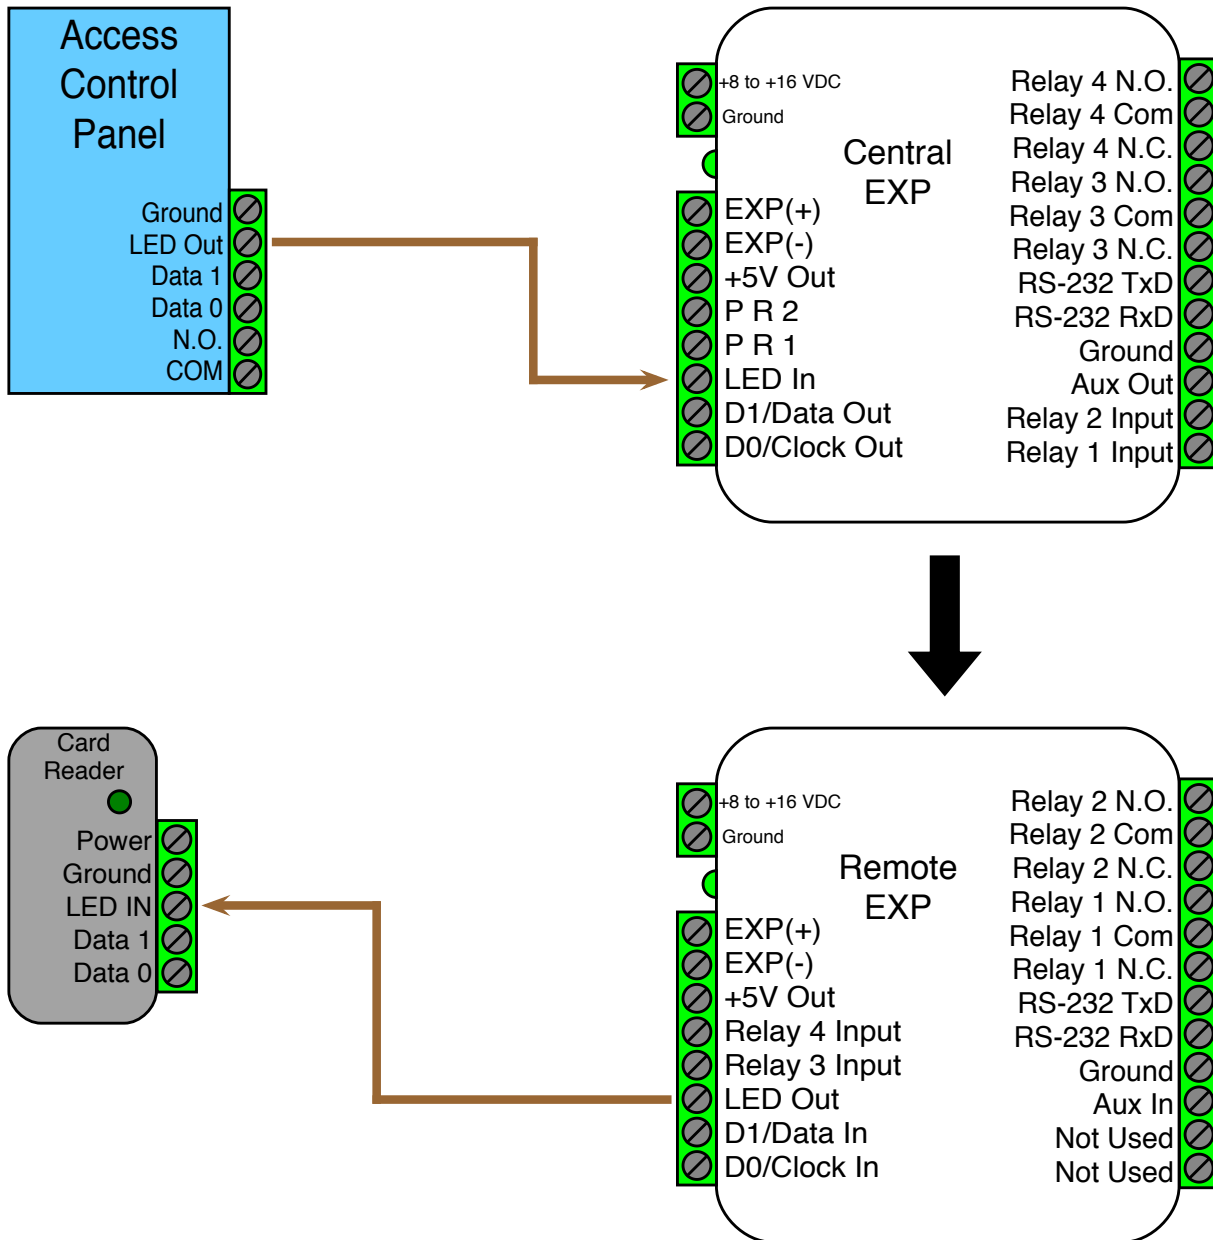 Access
Control
Panel
Ground
LED Out
Data 1
Data 0
N.O.
COM
+8 to +16 VDC
Ground
Central
EXP
EXP(+)
EXP(-)
+5V Out
P R 2
P R 1
LED In
D1/Data Out
D0/Clock Out
Relay 4 N.O.
Relay 4 Com
Relay 4 N.C.
Relay 3 N.O.
Relay 3 Com
Relay 3 N.C.
RS-232 TxD
RS-232 RxD
Ground
Aux Out
Relay 2 Input
Relay 1 Input
Card
Reader
Power
Ground
LED IN
Data 1
Data 0
+8 to +16 VDC
Ground
Remote
EXP
EXP(+)
EXP(-)
+5V Out
Relay 4 Input
Relay 3 Input
LED Out
D1/Data In
D0/Clock In
Relay 2 N.O.
Relay 2 Com
Relay 2 N.C.
Relay 1 N.O.
Relay 1 Com
Relay 1 N.C.
RS-232 TxD
RS-232 RxD
Ground
Aux In
Not Used
Not Used